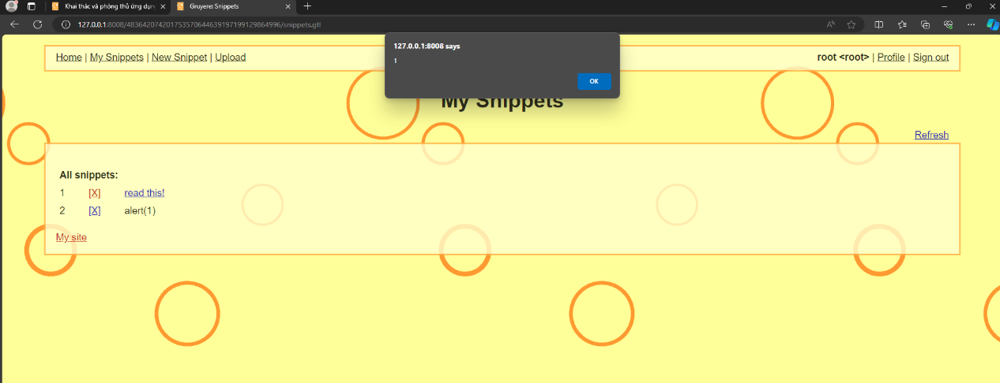 Khai thác và phòng thủ ứng dụn
Gruyere: Snippets
127.0.0.1:8008/483642074201753570644639197199129864996/snippets.gtl
127.0.0.1:8008 says
1
OK
Home | My Snippets | New Snippet | Upload
root <root> | Profile | Sign out
My Snippets
Refresh
All snippets:
1 [X] read this!
2 [X] alert(1)
My site